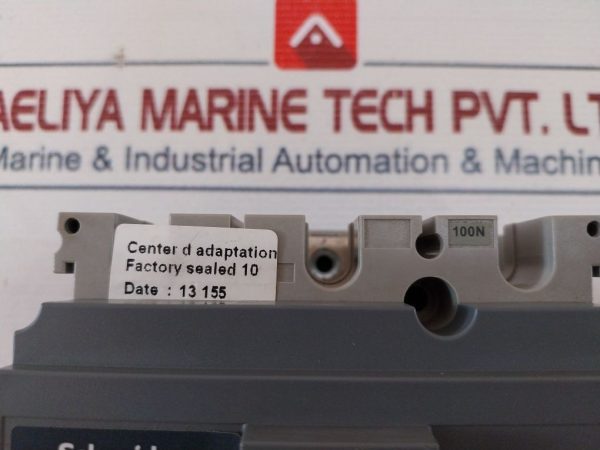 AELIYA MARINE TECH PVT. LT
Marine & Industrial Automation & Machin
100N
Center d adaptation
Factory sealed 10
Date : 13 155